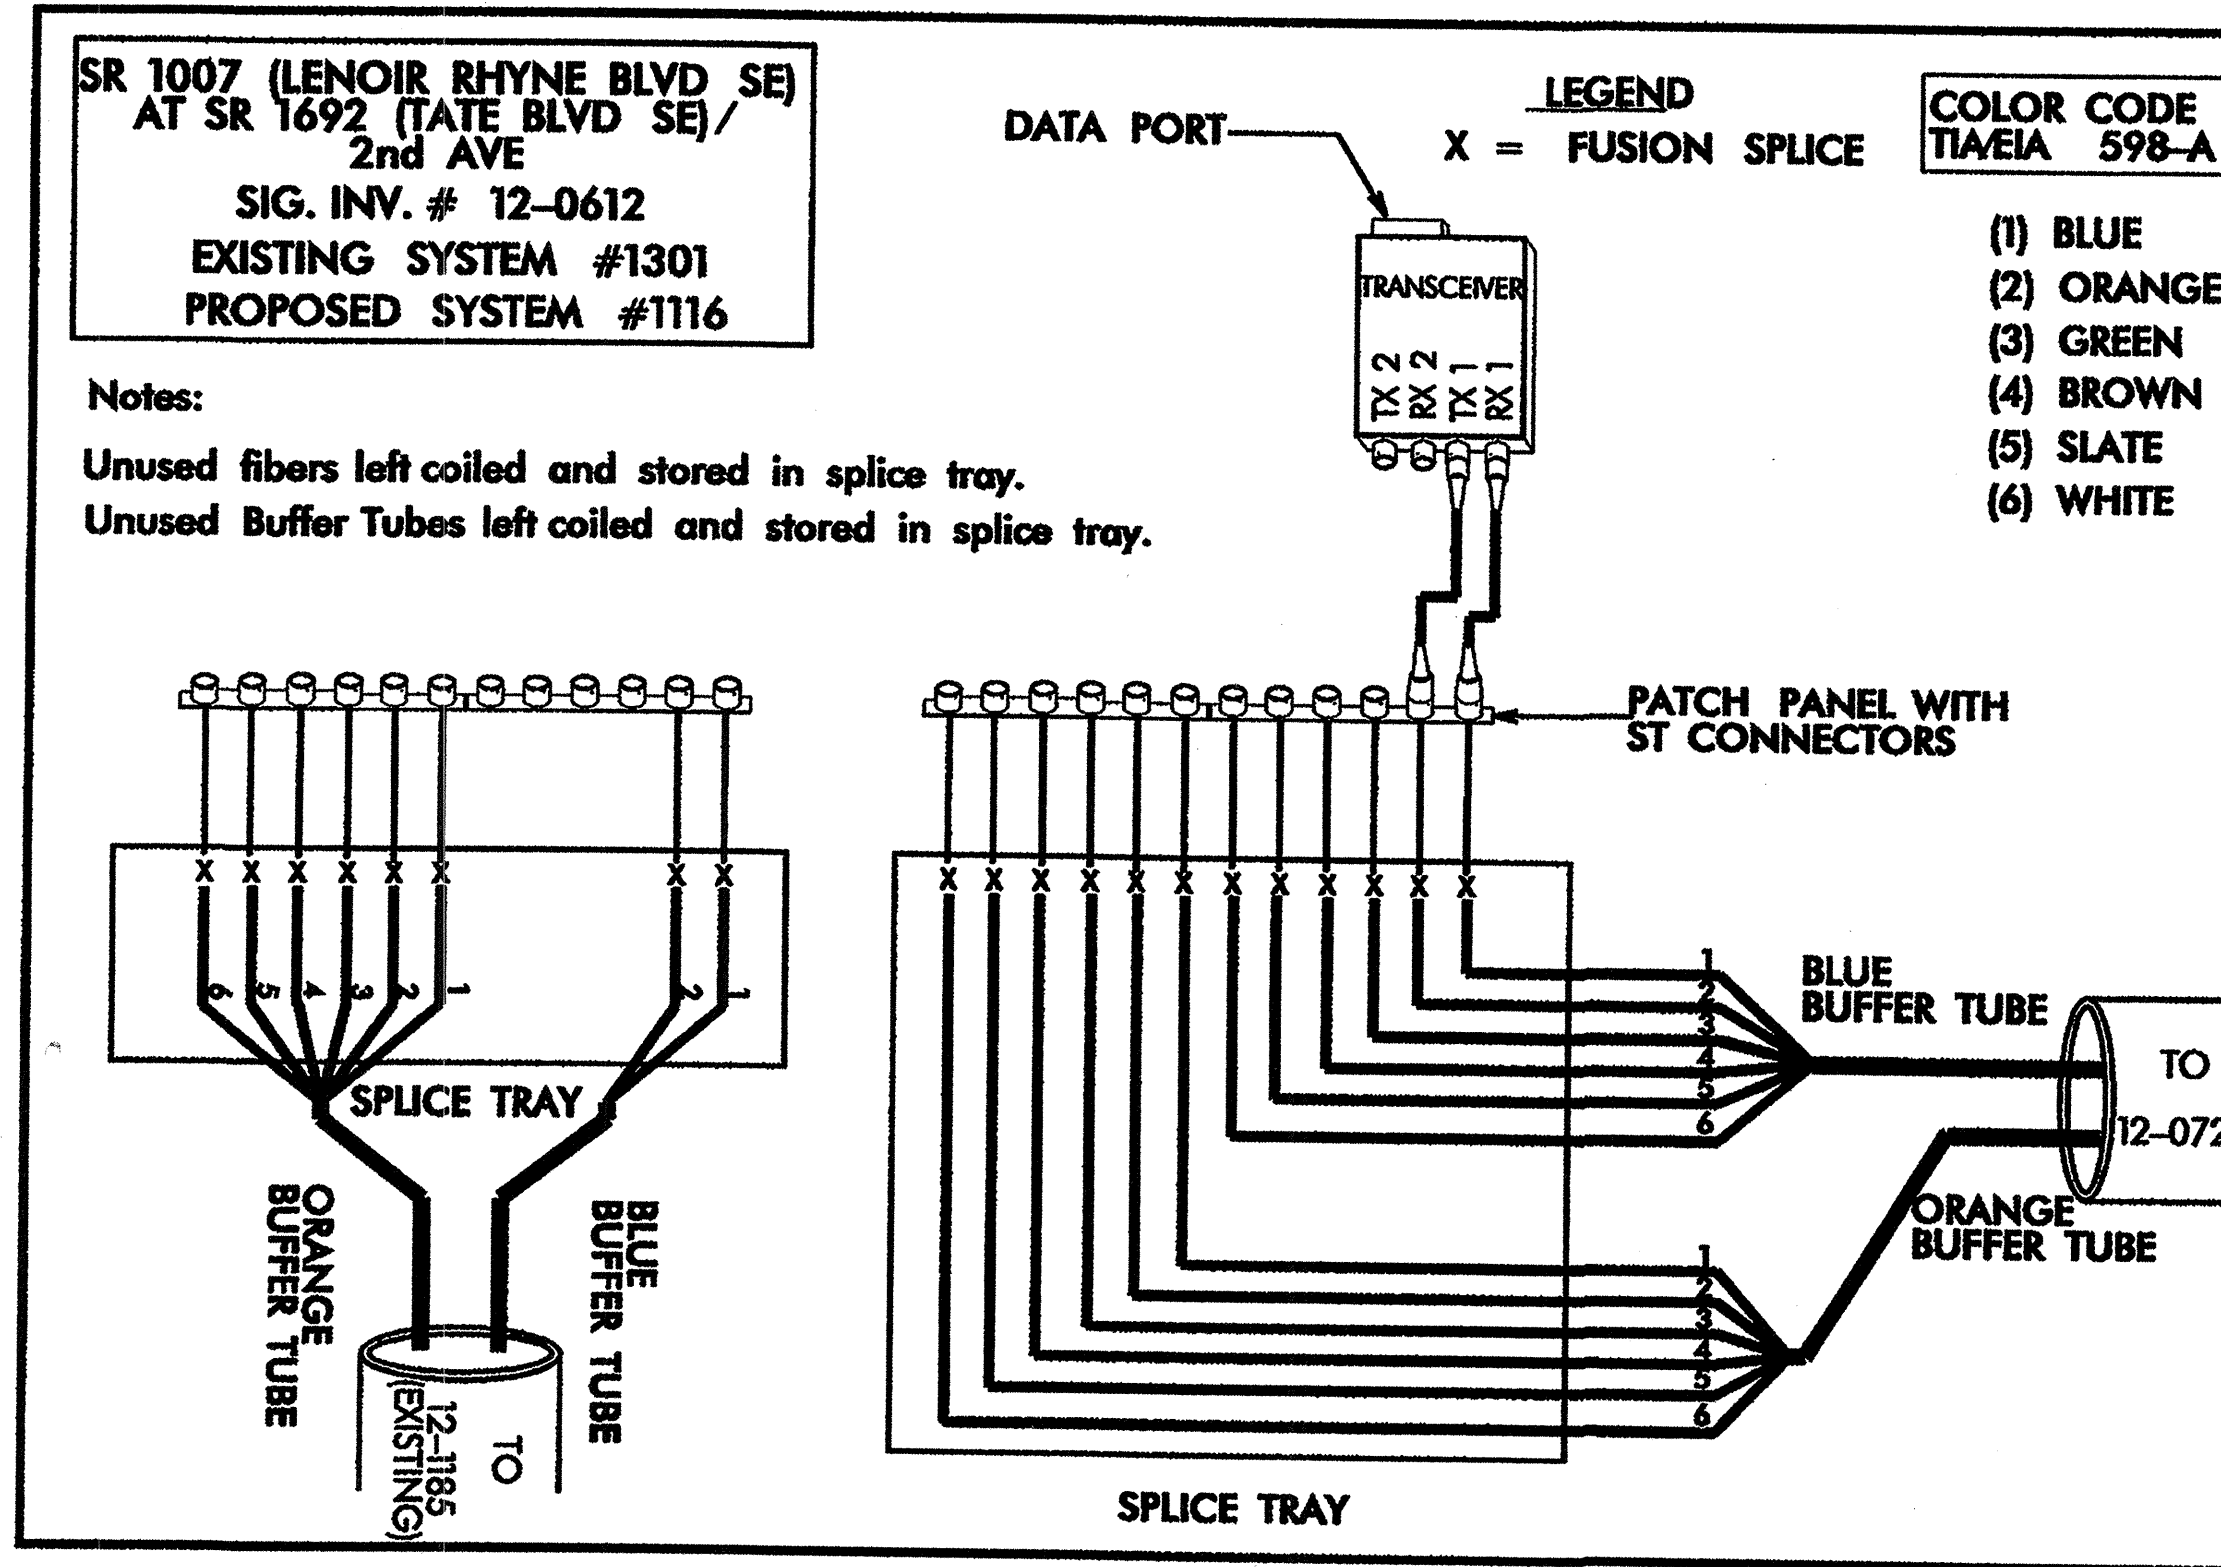 SR 1007 (LENOIR RHYNE BLVD SE)
AT SR 1692 (TATE BLVD SE)/
2nd AVE
SIG. INV. # 12-0612
EXISTING SYSTEM #1301
PROPOSED SYSTEM #1116
Notes:
Unused fibers left coiled and stored in splice tray.
Unused Buffer Tubes left coiled and stored in splice tray.
DATA PORT
LEGEND
X = FUSION SPLICE
COLOR CODE
TIA/EIA 598-A
(1) BLUE
(2) ORANGE
(3) GREEN
(4) BROWN
(5) SLATE
(6) WHITE
TRANSCEIVER
TX 2
RX 2
TX 1
RX 1
PATCH PANEL WITH
ST CONNECTORS
X X X X X X X X
6 5 4 3 2 1 2 1
SPLICE TRAY
ORANGE
BUFFER TUBE
BLUE
BUFFER TUBE
TO
12-1185
(EXISTING)
X X X X X X X X X X X X
1
2
3
4
5
6
BLUE
BUFFER TUBE
TO
12-072
ORANGE
BUFFER TUBE
1
2
3
4
5
6
SPLICE TRAY